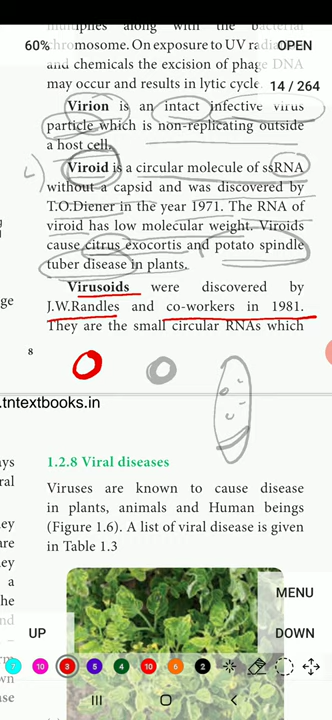 multiplies along with the bacterial
60%
chromosome. On exposure to UV
OPEN
and chemicals the excision of phage DNA
may occur and results in lytic cycle.
14 / 264
Virion is an intact infective virus
particle which is non-replicating outside
a host cell.
Viroid is a circular molecule of ssRNA
without a capsid and was discovered by
T.O.Diener in the year 1971. The RNA of
viroid has low molecular weight. Viroids
cause citrus exocortis and potato spindle
tuber disease in plants.
Virusoids were discovered by
ge J.W.Randles and co-workers in 1981.
They are the small circular RNAs which
8
.tntextbooks.in
1.2.8 Viral diseases
Viruses are known to cause disease
in plants, animals and Human beings
(Figure 1.6). A list of viral disease is given
in Table 1.3
MENU
UP
DOWN
7 10 3 5 4 10 6 2